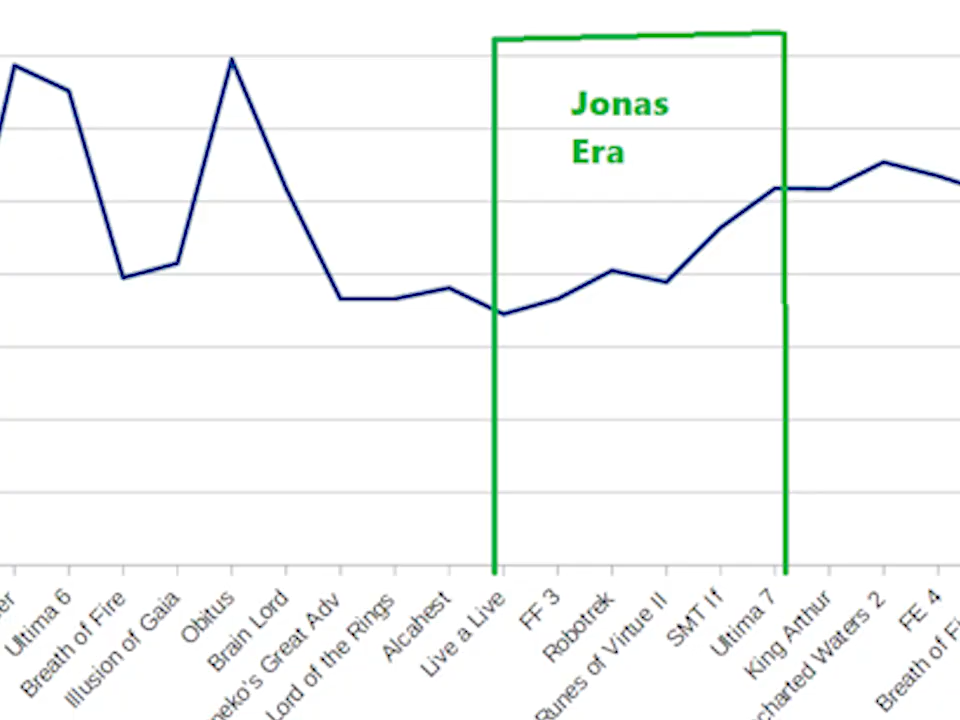 Jonas
Era
er
Ultima 6
Breath of Fire
Illusion of Gaia
Obitus
Brain Lord
neko's Great Adv
Lord of the Rings
Alcahest
Live a Live
FF 3
Robotrek
Runes of Virtue II
SMT If
Ultima 7
King Arthur
charted Waters 2
FE 4
Breath of Fi